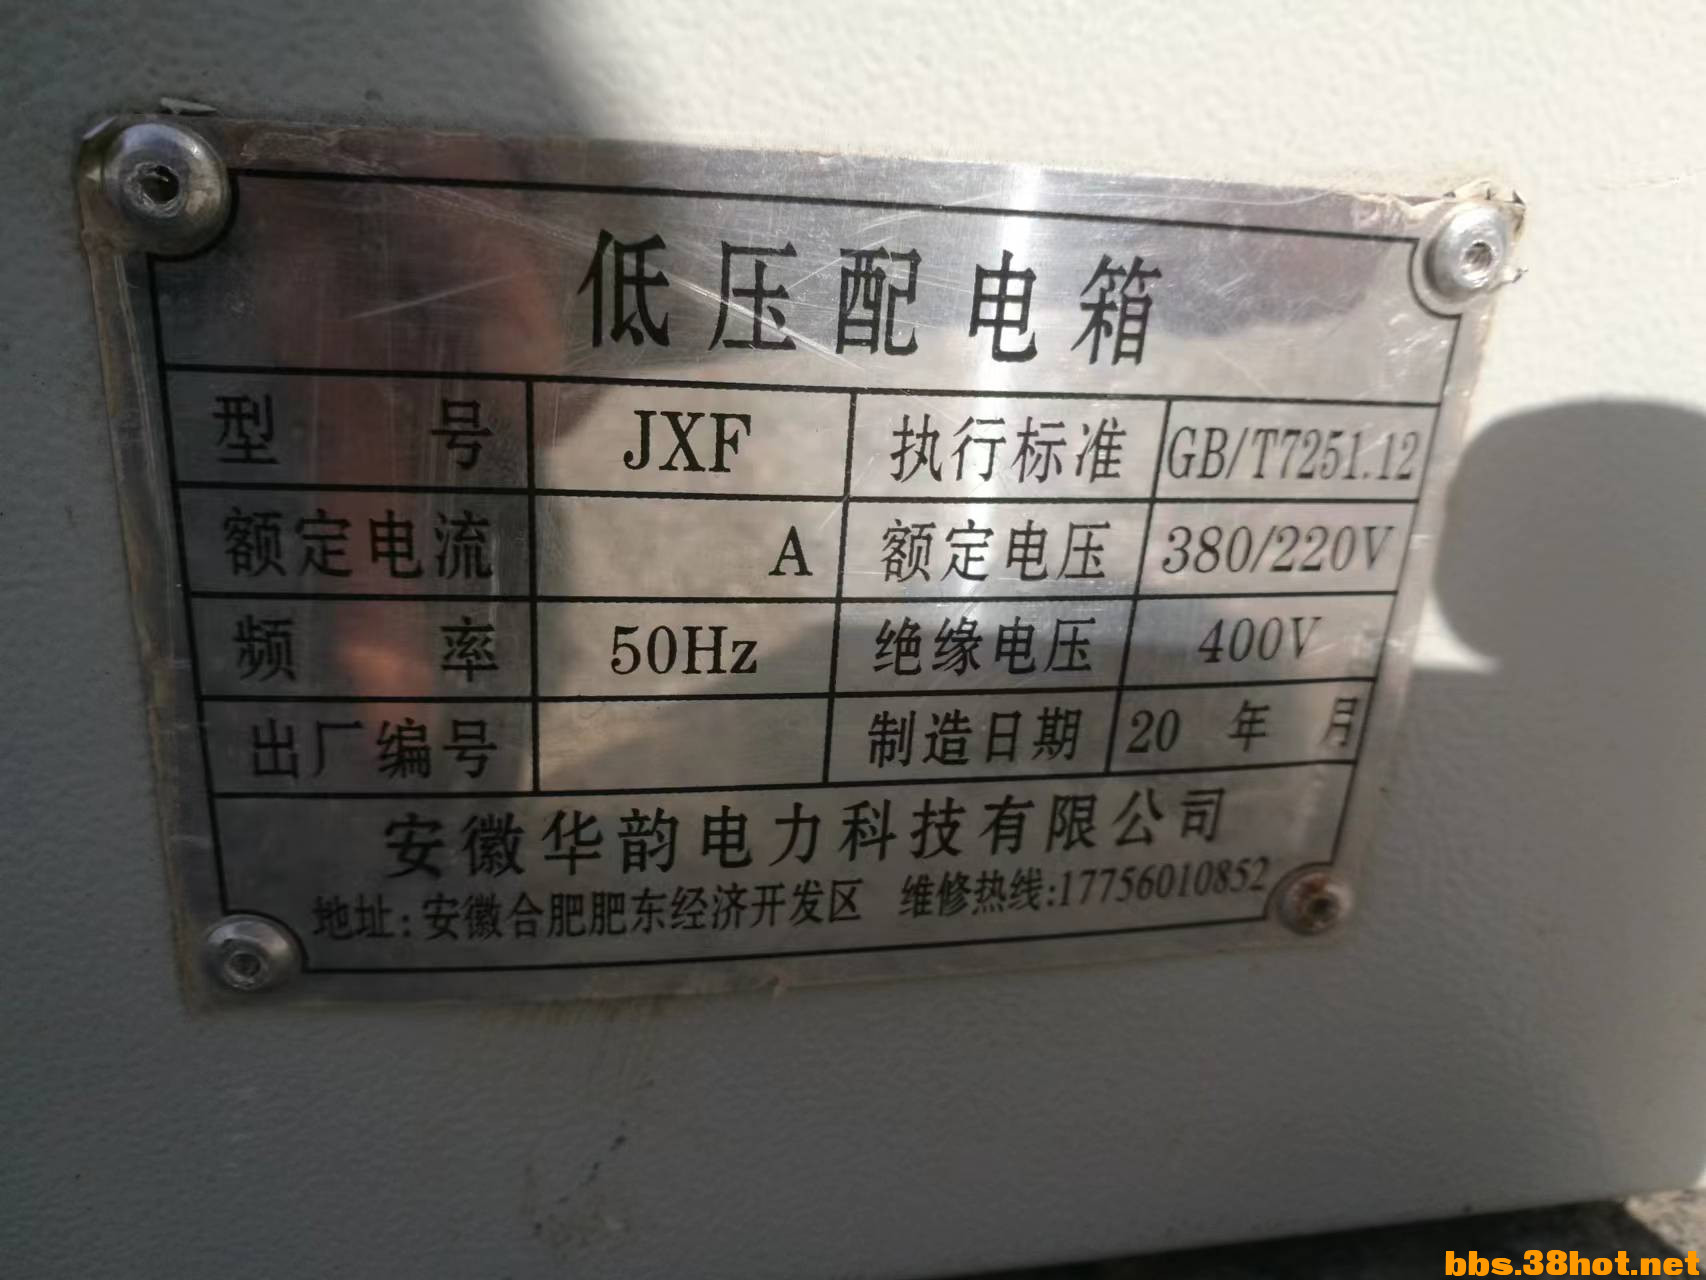 低压配电箱
型号 JXF 执行标准 GB/T7251.12
额定电流 A 额定电压 380/220V
频率 50Hz 绝缘电压 400V
出厂编号 制造日期 20 年 月
安徽华韵电力科技有限公司
地址:安徽合肥肥东经济开发区 维修热线:17756010852
bbs.38hot.net